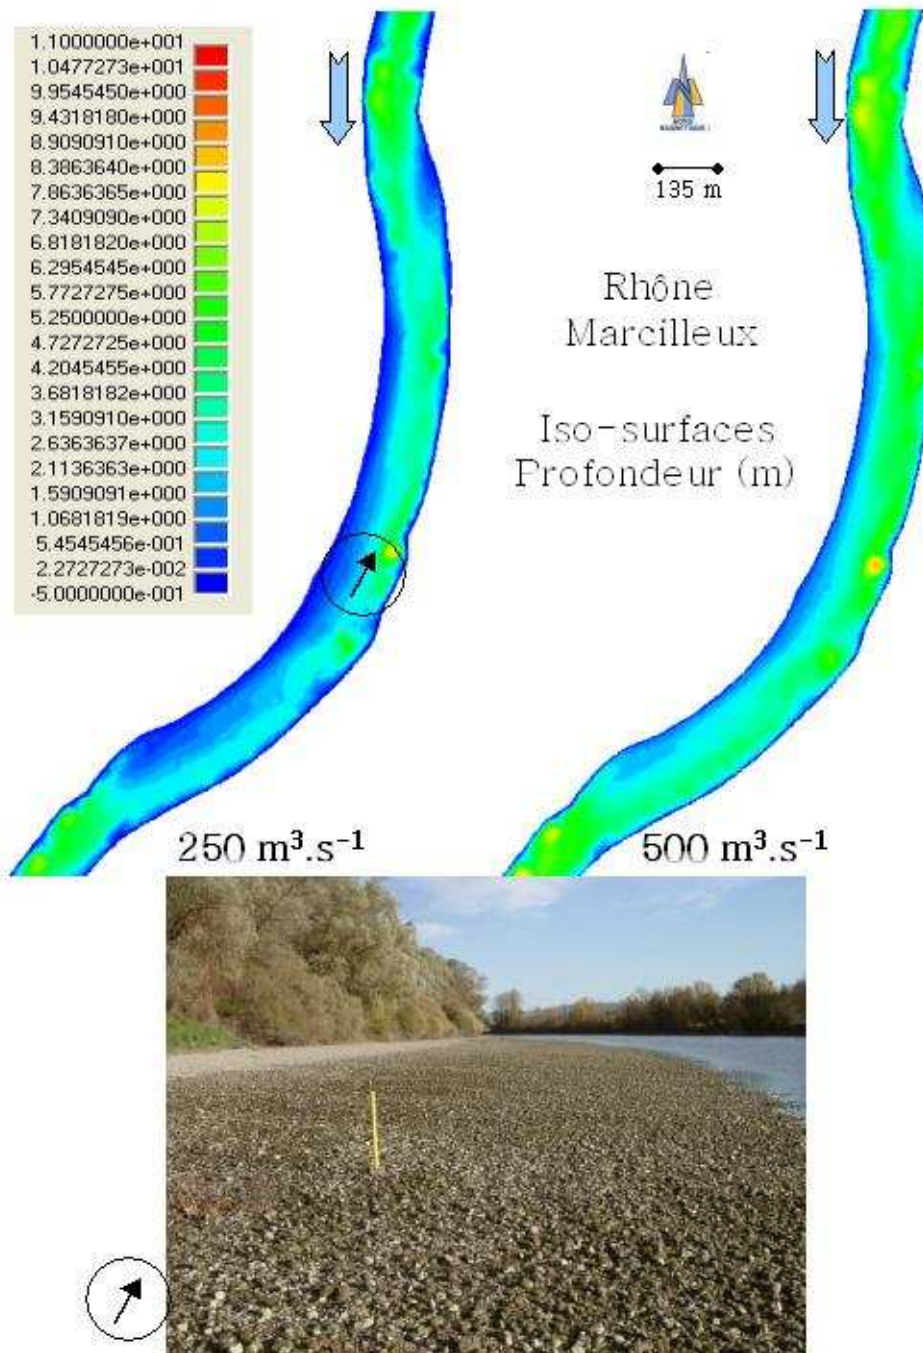 1.1000000e+001
1.0477273e+001
9.9545450e+000
9.4318180e+000
8.9090910e+000
8.3863640e+000
7.8636365e+000
7.3409090e+000
6.8181820e+000
6.2954545e+000
5.7727275e+000
5.2500000e+000
4.7272725e+000
4.2045455e+000
3.6818182e+000
3.1590910e+000
2.6363637e+000
2.1136363e+000
1.5909091e+000
1.0681819e+000
5.4545456e-001
2.2727273e-002
-5.0000000e-001
N
135 m
Rhône
Marcilleux
Iso-surfaces
Profondeur (m)
250 m³.s⁻¹
500 m³.s⁻¹